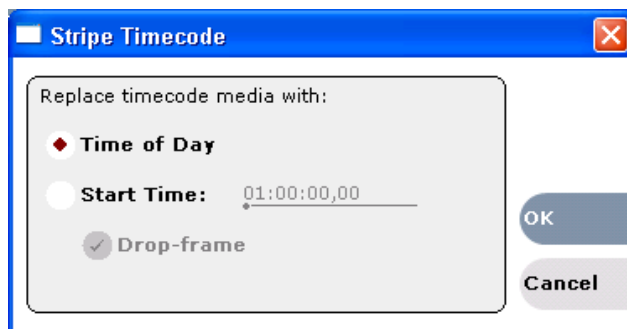 Stripe Timecode
Replace timecode media with:
Time of Day
Start Time: 01:00:00,00
Drop-frame
OK
Cancel